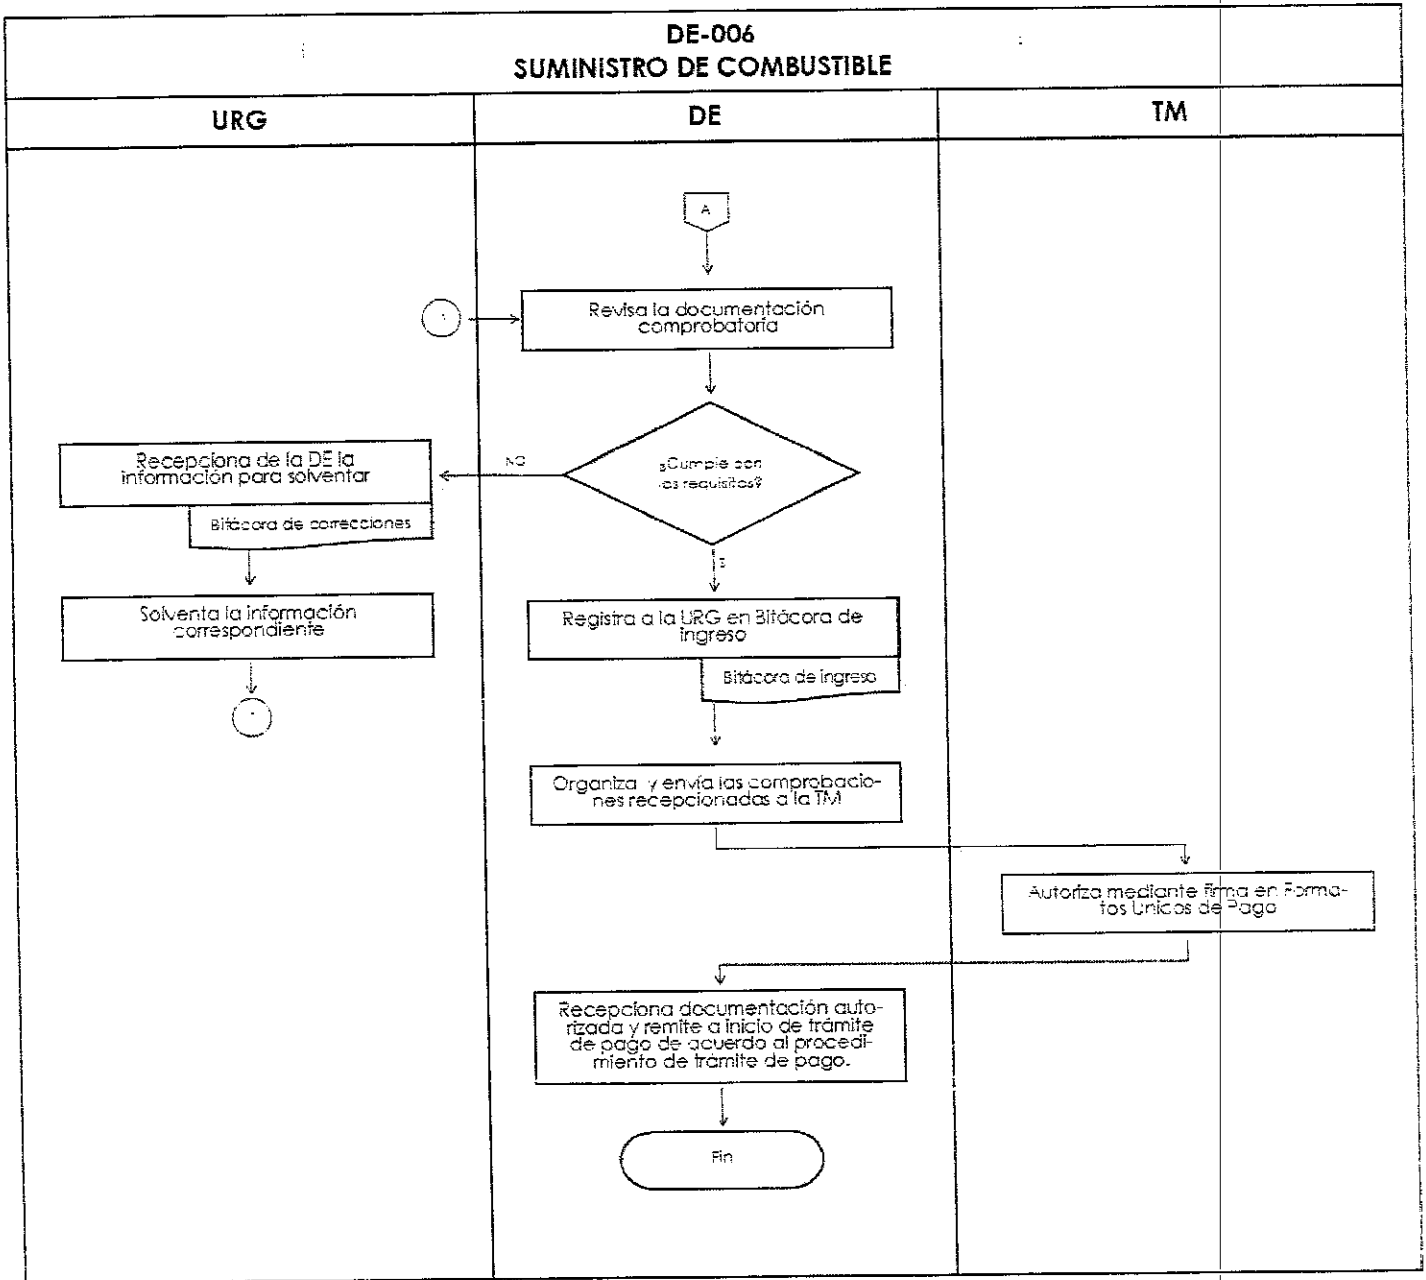 DE-006
SUMINISTRO DE COMBUSTIBLE
URG
DE
TM
A
Revisa la documentación
comprobatoria
¿Cumple con
los requisitos?
NO
Recepciona de la DE la
información para solventar
Bitácora de correcciones
Solventa la información
correspondiente
Registra a la URG en Bitácora de
ingreso
Bitácora de ingreso
Organiza y envía las comprobacio-
nes recepcionadas a la TM
Autoriza mediante firma en Forma-
tos Unicos de Pago
Recepciona documentación auto-
rizada y remite a inicio de trámite
de pago de acuerdo al procedi-
miento de trámite de pago.
Fin